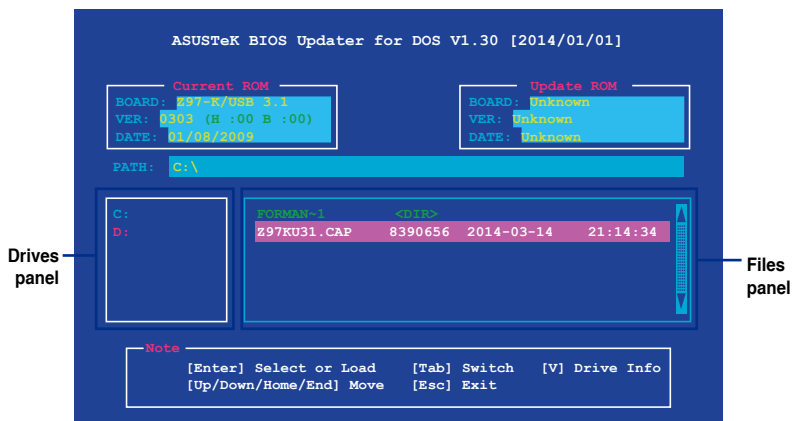 ASUSTeK BIOS Updater for DOS V1.30 [2014/01/01]
Current ROM
BOARD: Z97-K/USB 3.1
VER: 0303 (H :00 B :00)
DATE: 01/08/2009
Update ROM
BOARD: Unknown
VER: Unknown
DATE: Unknown
PATH: C:\
Drives panel
C:
D:
FORMAN~1 <DIR>
Z97KU31.CAP 8390656 2014-03-14 21:14:34
Files panel
Note
[Enter] Select or Load [Tab] Switch [V] Drive Info
[Up/Down/Home/End] Move [Esc] Exit